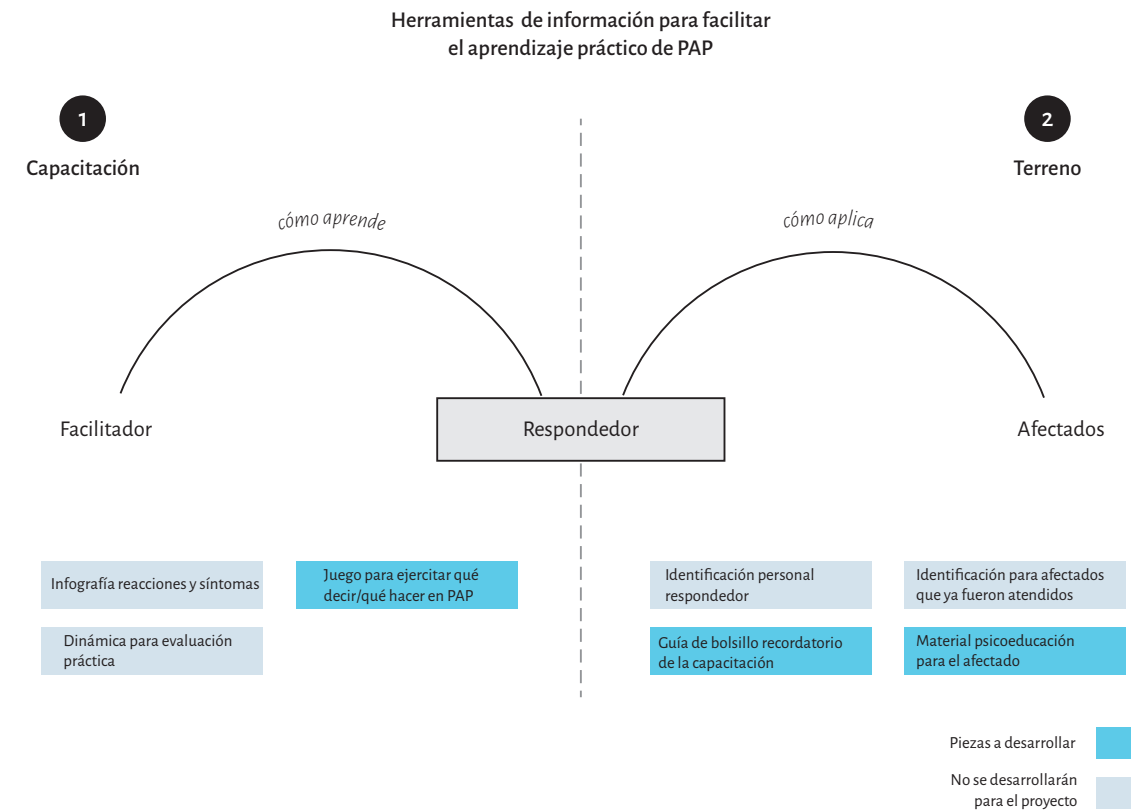 Herramientas de información para facilitar
el aprendizaje práctico de PAP
1
Capacitación
2
Terreno
cómo aprende
cómo aplica
Facilitador
Respondedor
Afectados
Infografía reacciones y síntomas
Juego para ejercitar qué
decir/qué hacer en PAP
Dinámica para evaluación
práctica
Identificación personal
respondedor
Identificación para afectados
que ya fueron atendidos
Guía de bolsillo recordatorio
de la capacitación
Material psicoeducación
para el afectado
Piezas a desarrollar
No se desarrollarán
para el proyecto